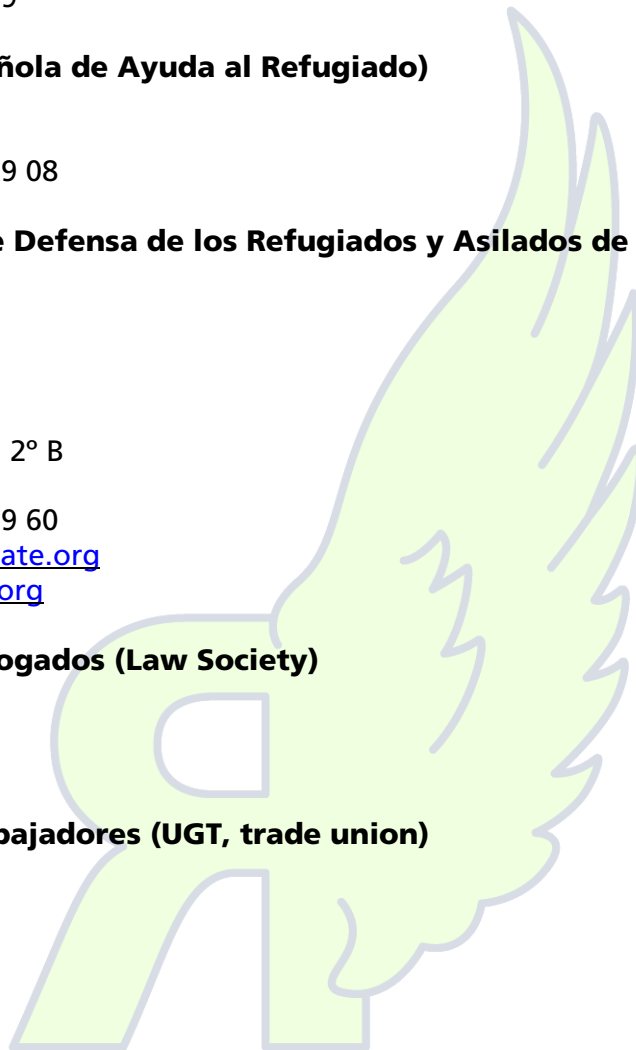 ñola de Ayuda al Refugiado)
9 08
e Defensa de los Refugiados y Asilados de
2º B
9 60
ate.org
org
ogados (Law Society)
bajadores (UGT, trade union)